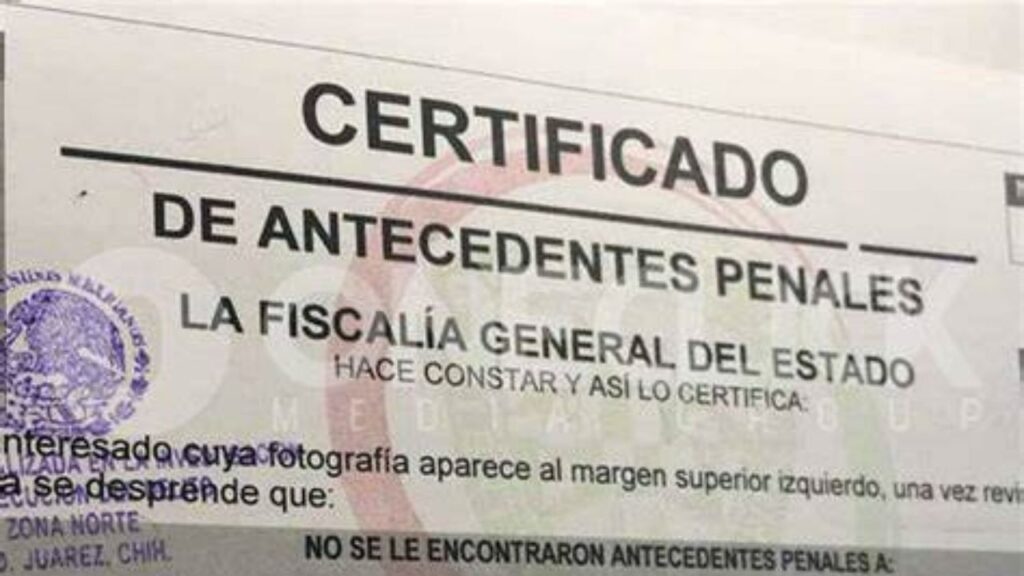 CERTIFICADO
DE ANTECEDENTES PENALES
LA FISCALÍA GENERAL DEL ESTADO
HACE CONSTAR Y ASÍ LO CERTIFICA:
nteresado cuya fotografía aparece al margen superior izquierdo, una vez revi
a se desprende que:
ZONA NORTE
D. JUAREZ, CHIH.
NO SE LE ENCONTRARON ANTECEDENTES PENALES A: